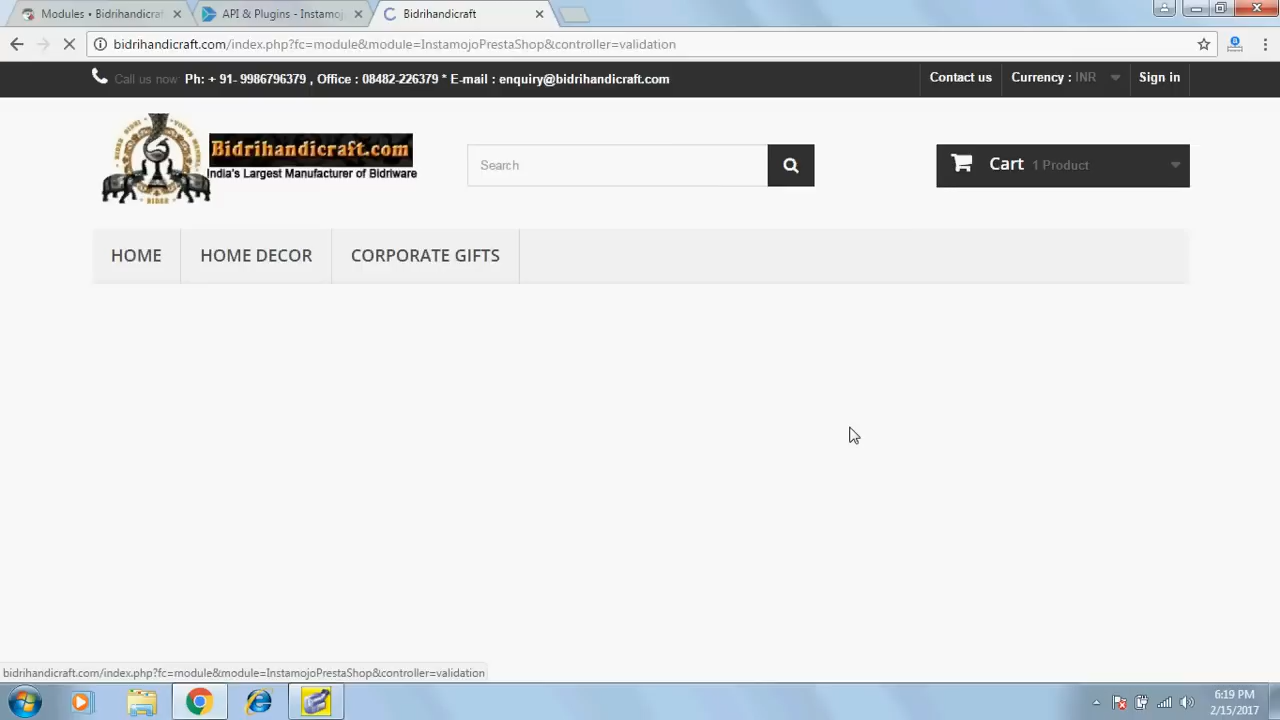 Modules • Bidrihandicraf
API & Plugins - Instamoj
Bidrihandicraft
bidrihandicraft.com/index.php?fc=module&module=InstamojoPrestaShop&controller=validation
Call us now: Ph: + 91- 9986796379 , Office : 08482-226379 * E-mail : enquiry@bidrihandicraft.com
Contact us
Currency : INR
Sign in
Bidrihandicraft.com
India's Largest Manufacturer of Bidriware
Search
Cart 1 Product
HOME
HOME DECOR
CORPORATE GIFTS
bidrihandicraft.com/index.php?fc=module&module=InstamojoPrestaShop&controller=validation
6:19 PM
2/15/2017